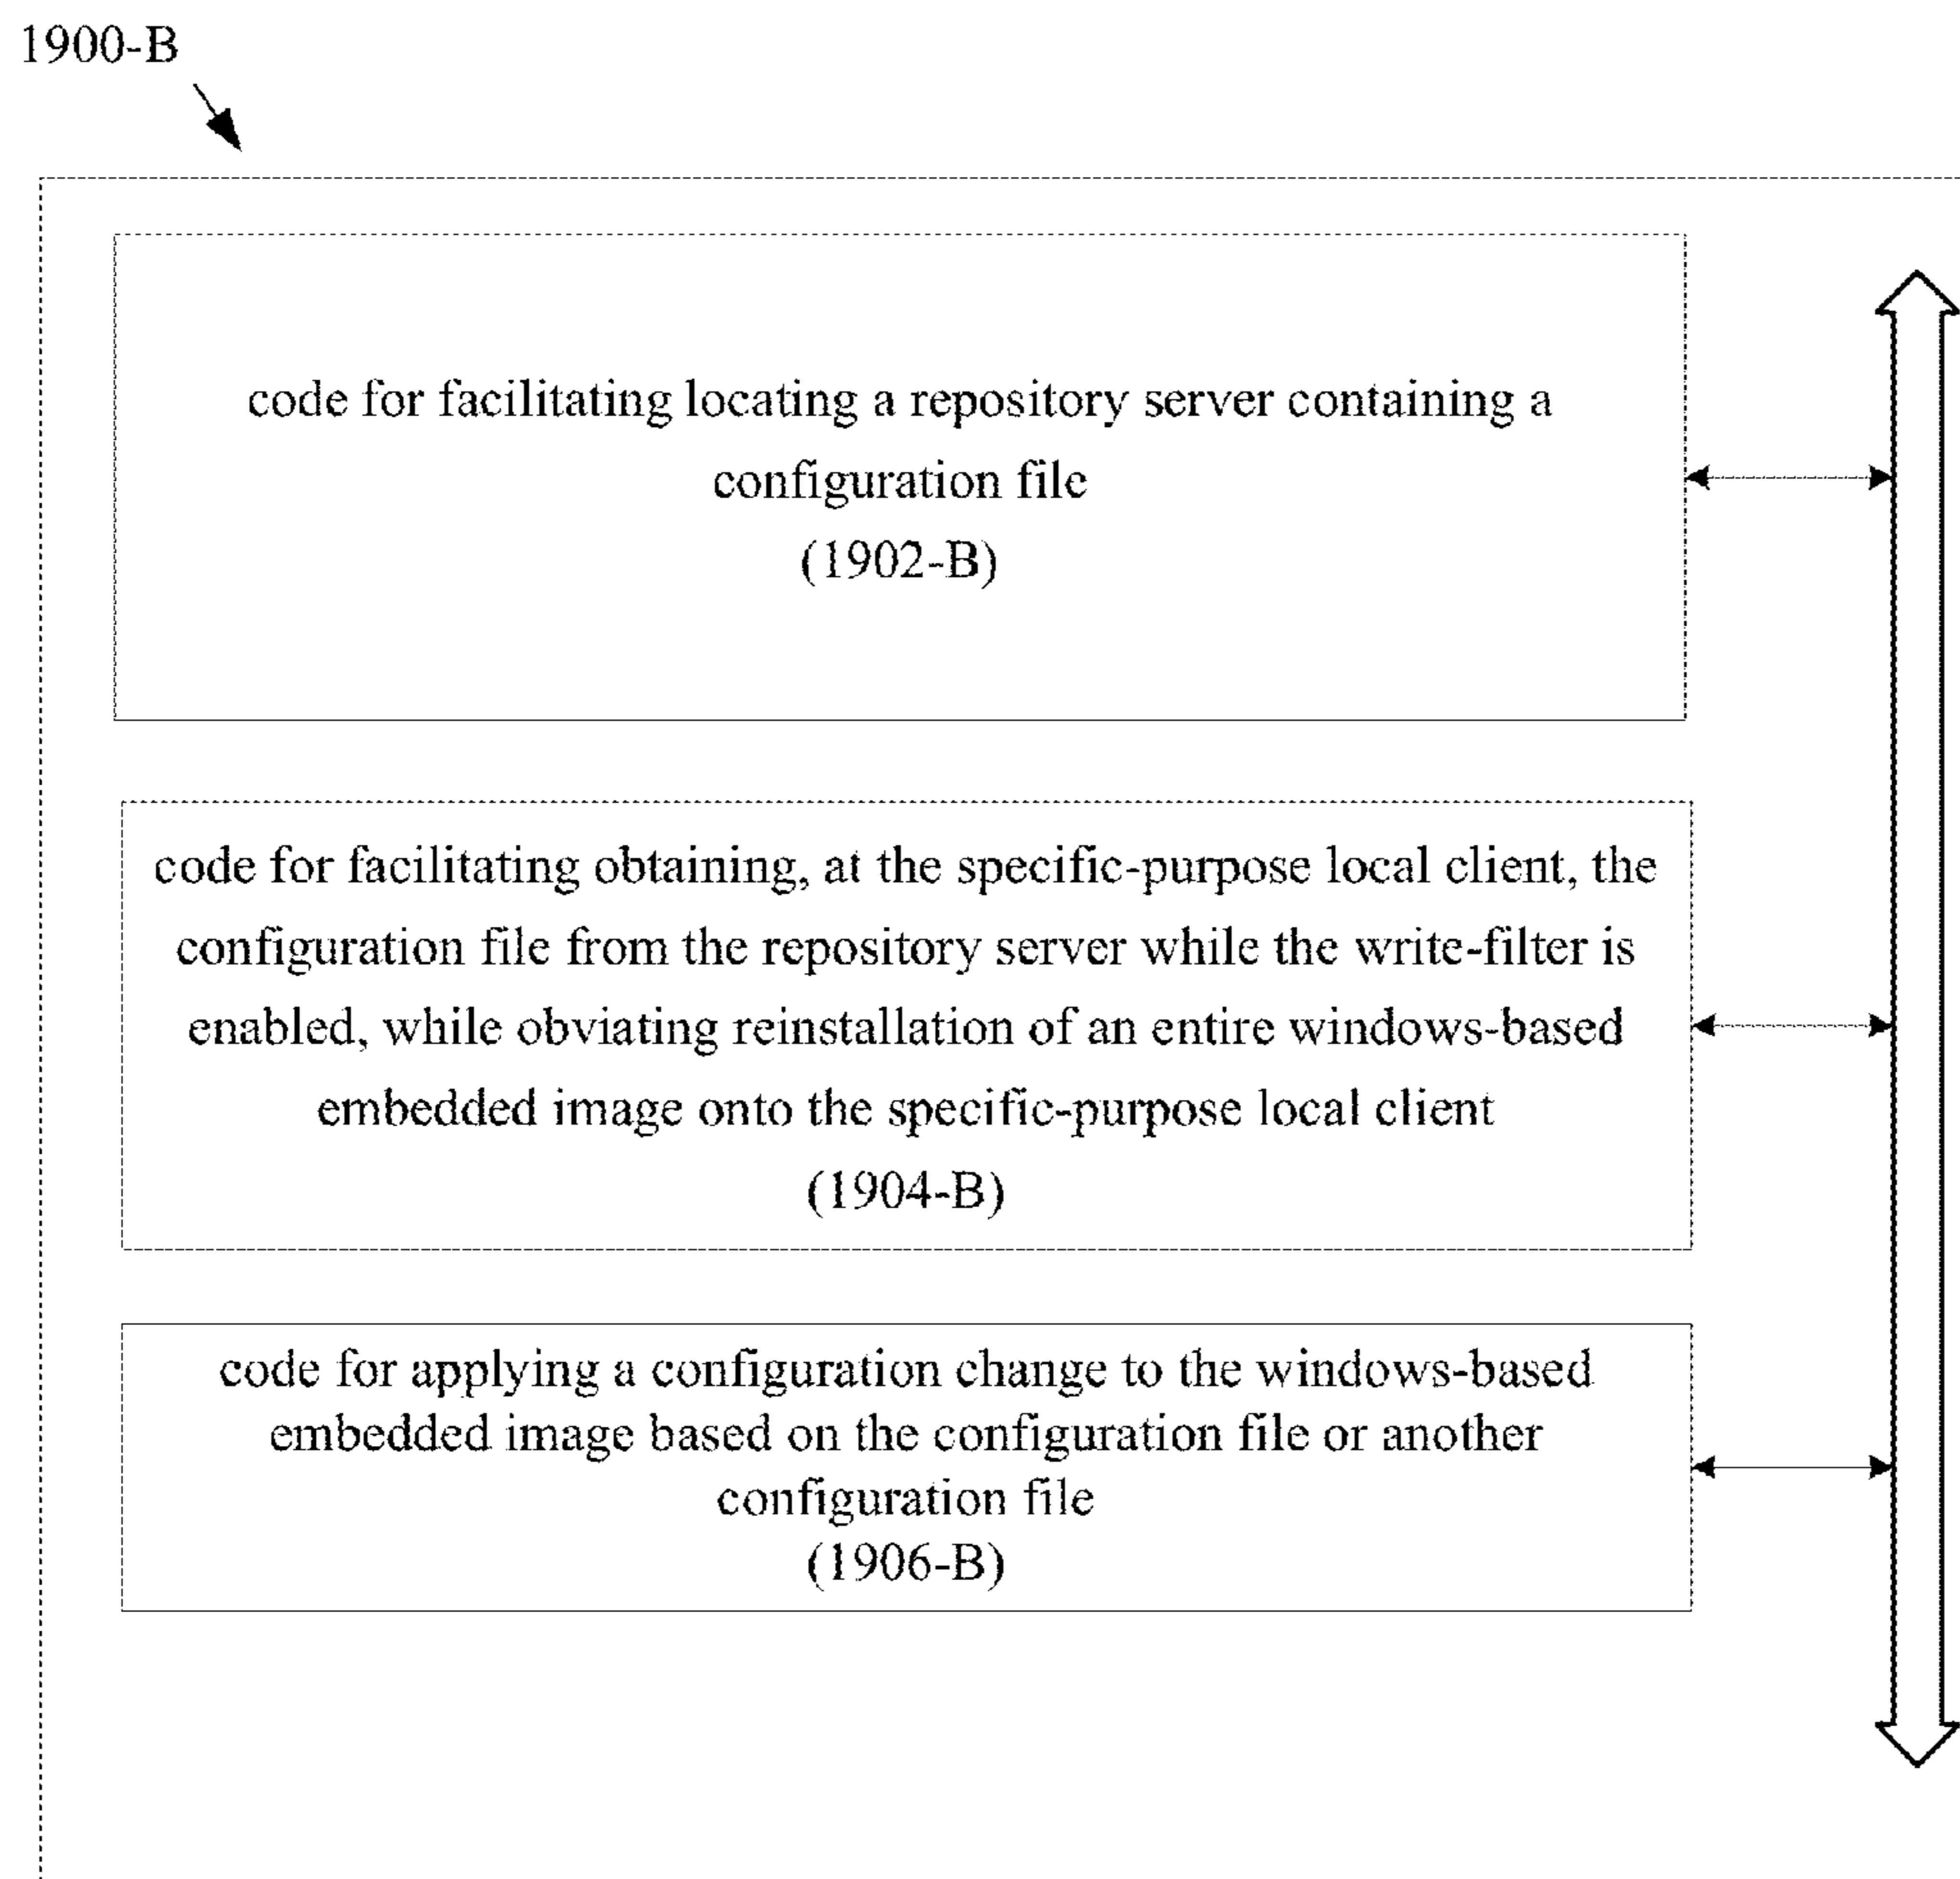 1900-B
code for facilitating locating a repository server containing a
configuration file
(1902-B)
code for facilitating obtaining, at the specific-purpose local client, the
configuration file from the repository server while the write-filter is
enabled, while obviating reinstallation of an entire windows-based
embedded image onto the specific-purpose local client
(1904-B)
code for applying a configuration change to the windows-based
embedded image based on the configuration file or another
configuration file
(1906-B)